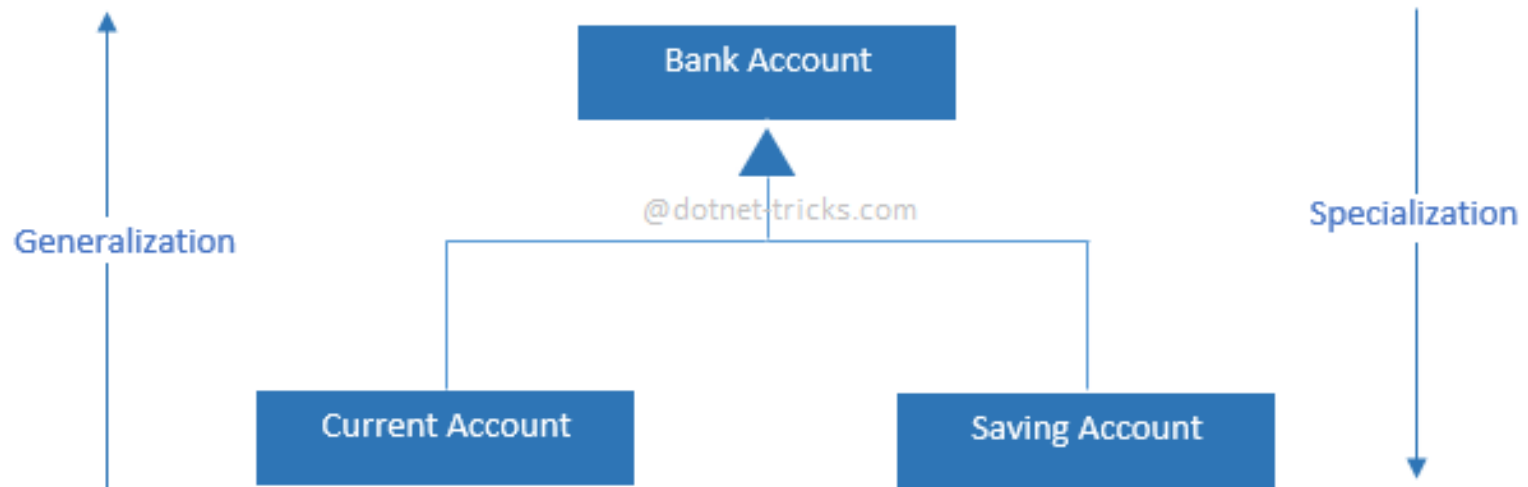 Bank Account
@dotnet-tricks.com
Generalization
Specialization
Current Account
Saving Account